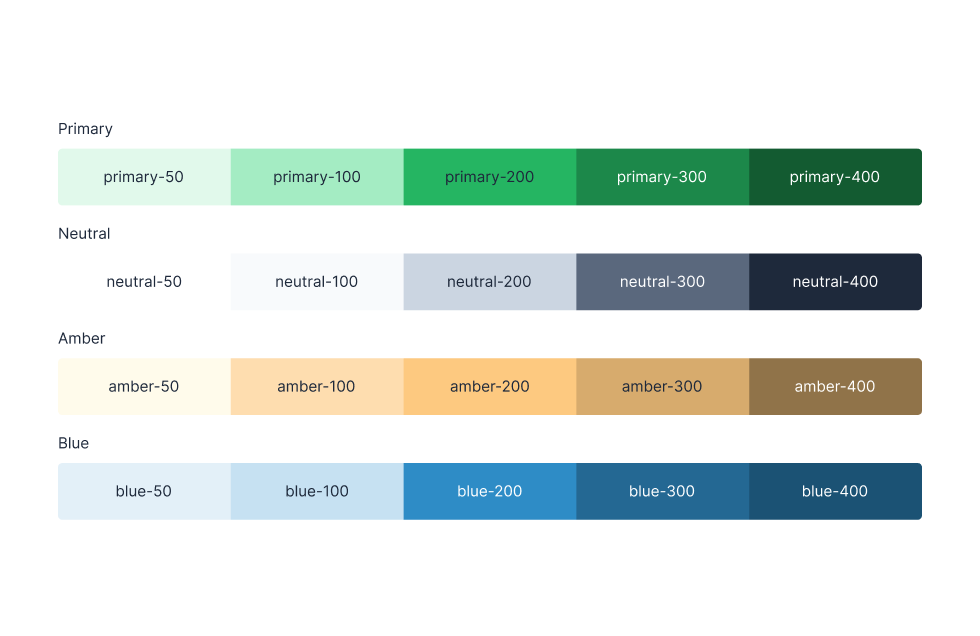 Primary
primary-50 primary-100 primary-200 primary-300 primary-400
Neutral
neutral-50 neutral-100 neutral-200 neutral-300 neutral-400
Amber
amber-50 amber-100 amber-200 amber-300 amber-400
Blue
blue-50 blue-100 blue-200 blue-300 blue-400